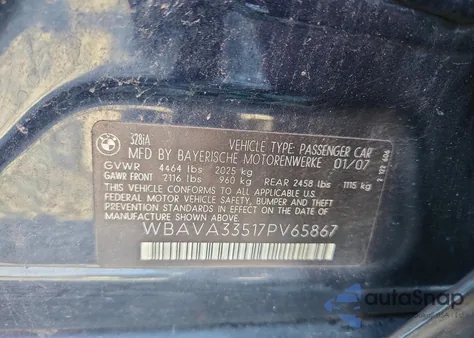 BMW
328iA
VEHICLE TYPE: PASSENGER CAR
MFD BY BAYERISCHE MOTORENWERKE 01/07
GVWR 4464 lbs 2025 kg
GAWR FRONT 2116 lbs 960 kg REAR 2458 lbs 1115 kg
THIS VEHICLE CONFORMS TO ALL APPLICABLE U.S.
FEDERAL MOTOR VEHICLE SAFETY, BUMPER, AND THEFT
PREVENTION STANDARDS IN EFFECT ON THE DATE OF
MANUFACTURE SHOWN ABOVE.
WBAVA33517PV65867
autoSnap